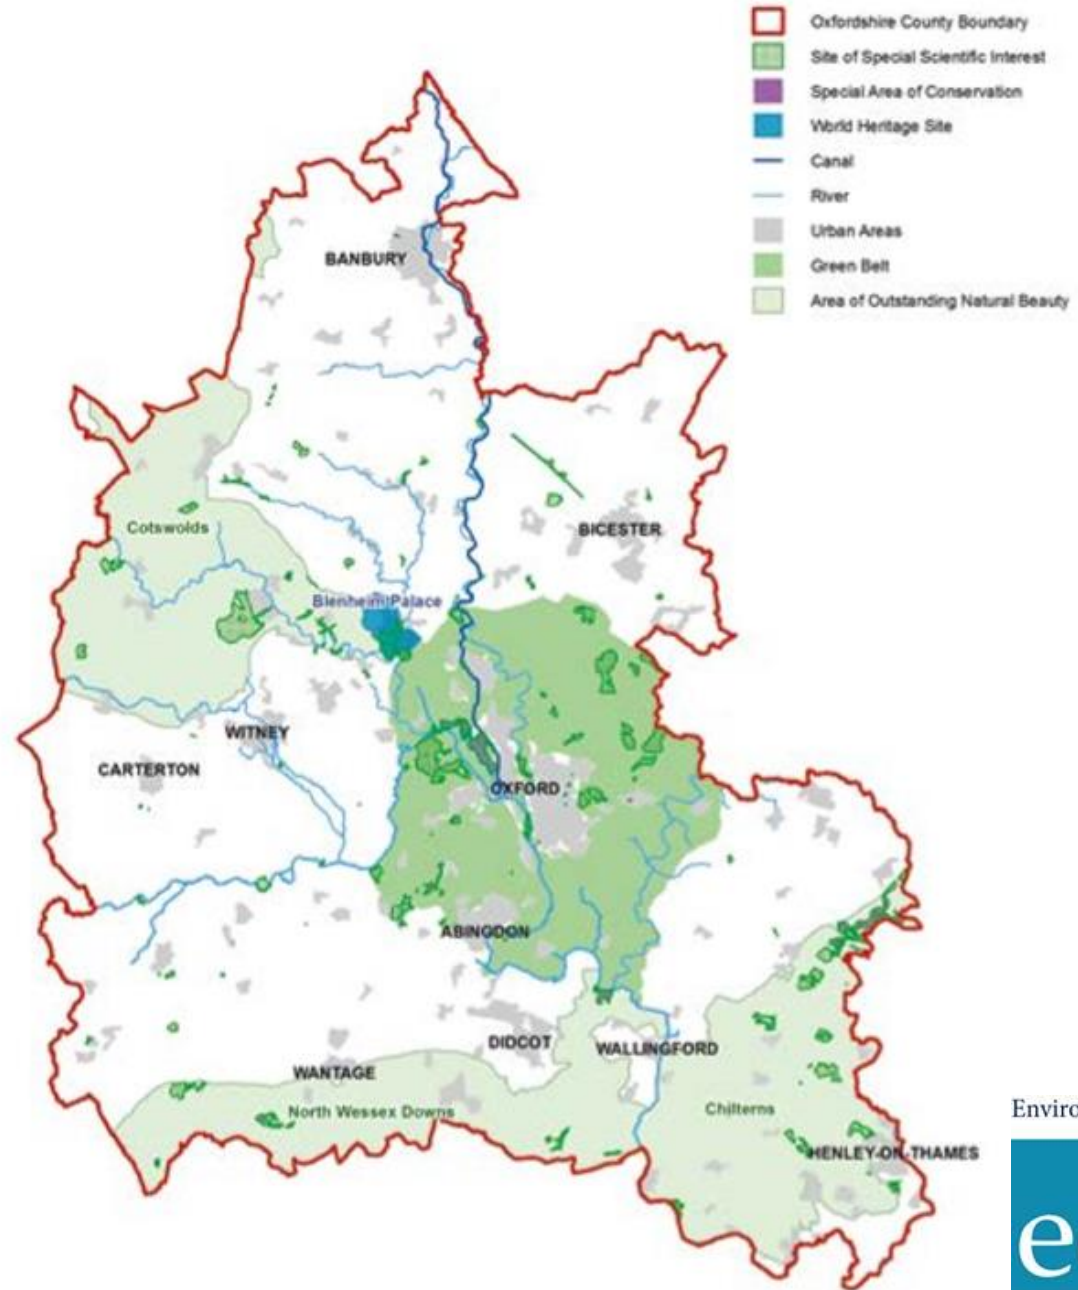 Oxfordshire County Boundary
Site of Special Scientific Interest
Special Area of Conservation
World Heritage Site
Canal
River
Urban Areas
Green Belt
Area of Outstanding Natural Beauty
BANBURY
Cotswolds
BICESTER
Blenheim Palace
WITNEY
CARTERTON
OXFORD
ABINGDON
DIDCOT
WALLINGFORD
WANTAGE
North Wessex Downs
Chilterns
HENLEY-ON-THAMES
Enviro
e